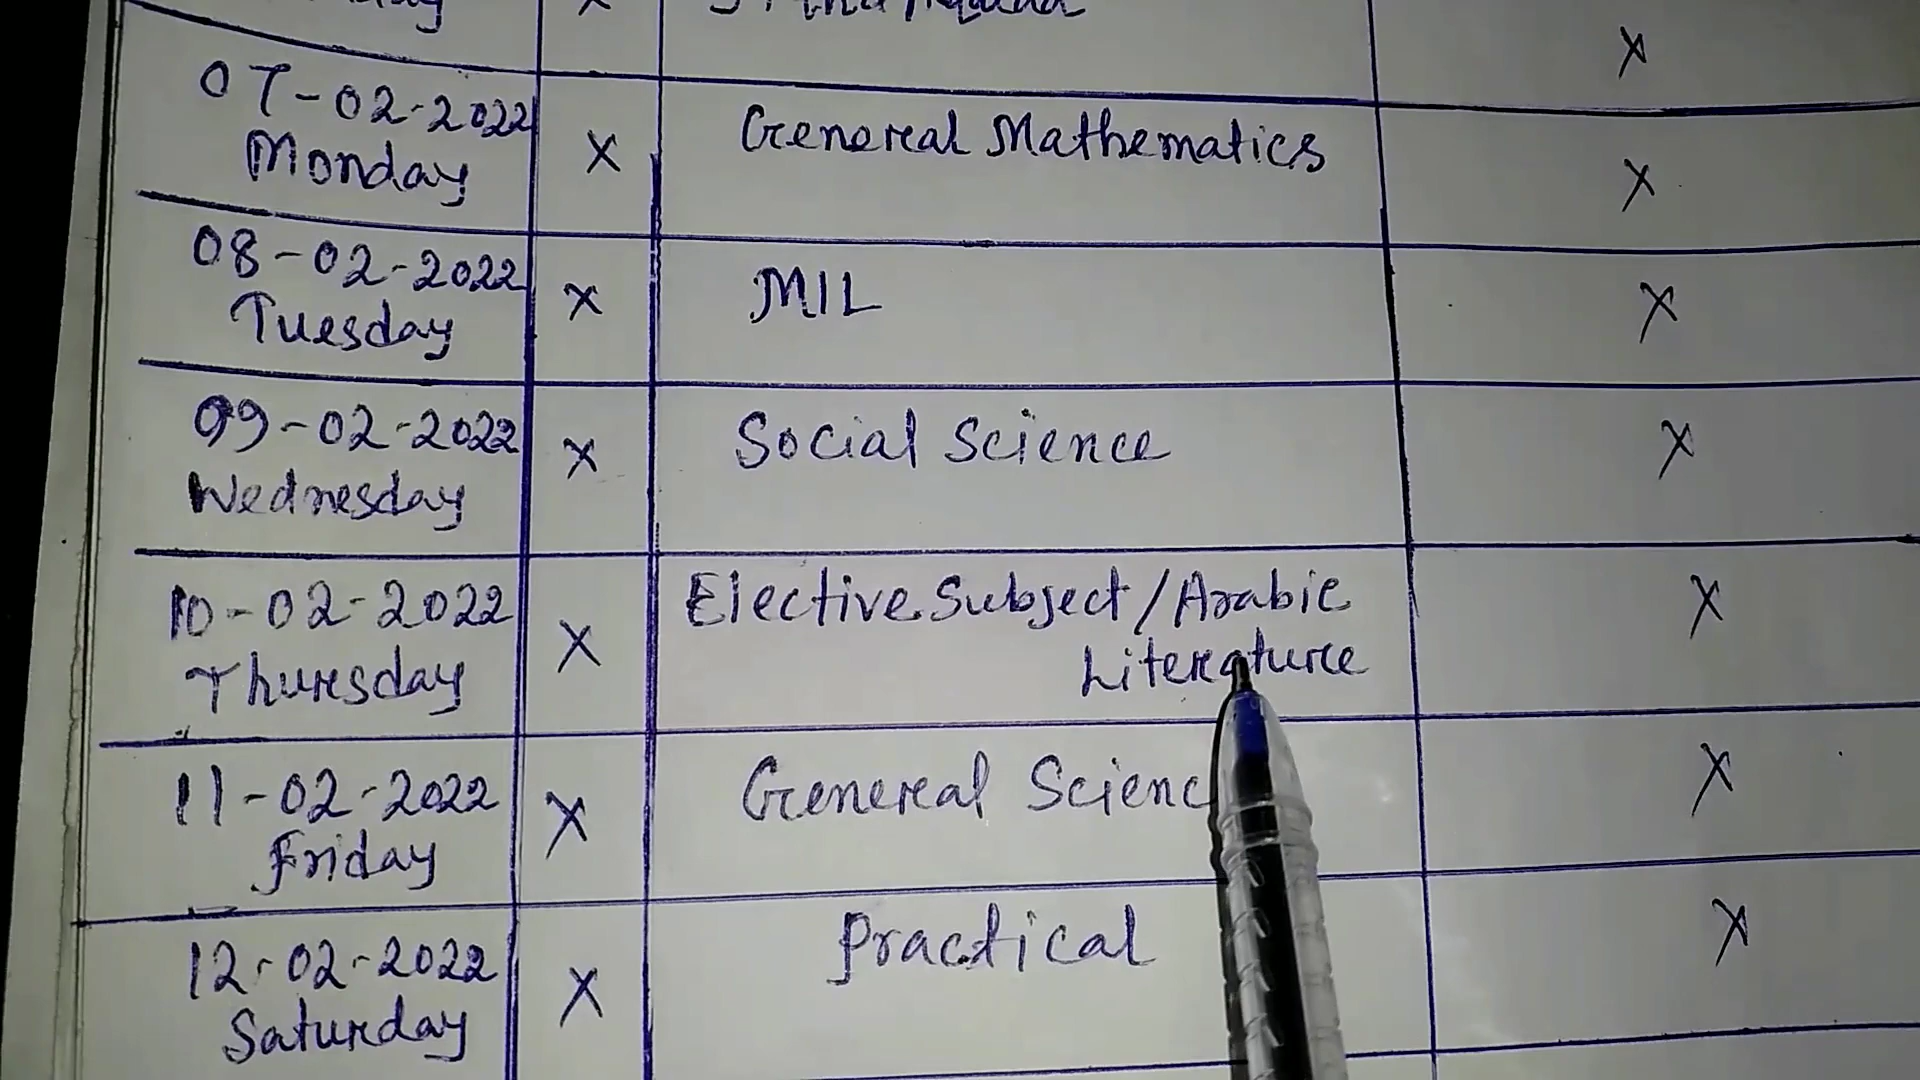 07-02-2022 X General Mathematics X
Monday
08-02-2022 X MIL X
Tuesday
09-02-2022 X Social Science X
Wednesday
10-02-2022 X Elective Subject/Arabic X
Thursday Literature
11-02-2022 X General Scienc X
Friday
12-02-2022 X Practical X
Saturday